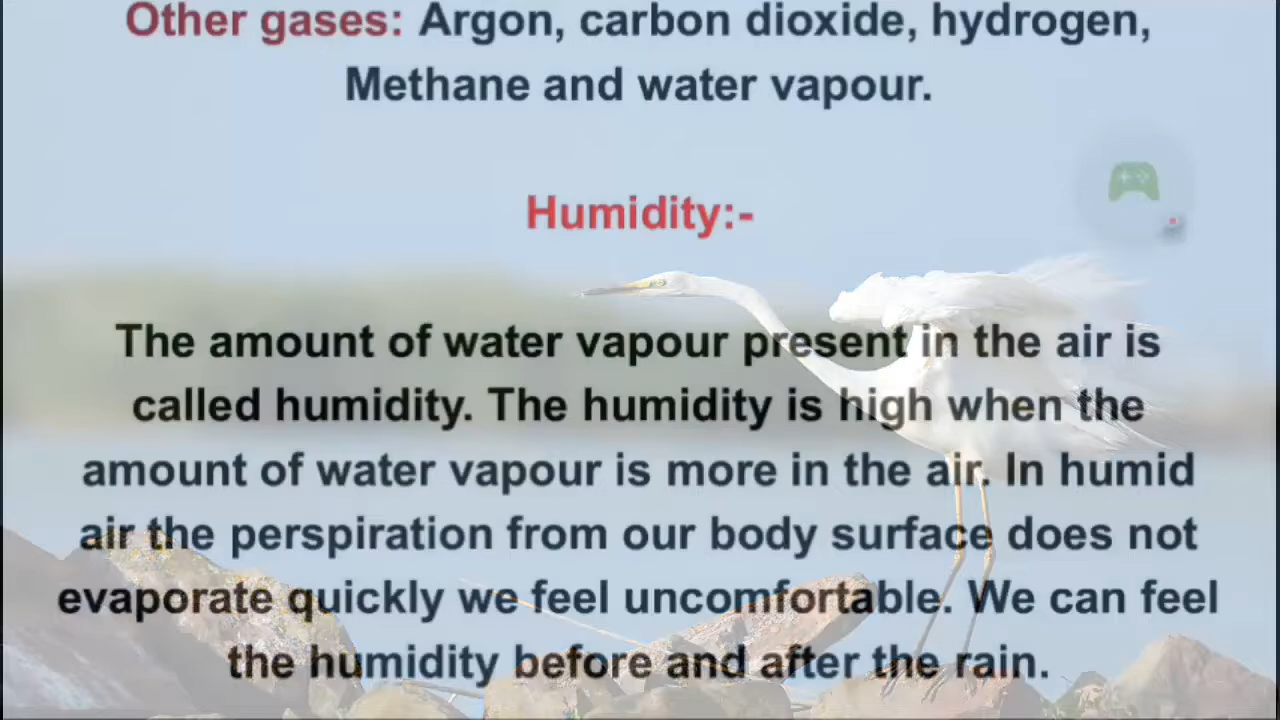 Other gases: Argon, carbon dioxide, hydrogen,
Methane and water vapour.
Humidity:-
The amount of water vapour present in the air is
called humidity. The humidity is high when the
amount of water vapour is more in the air. In humid
air the perspiration from our body surface does not
evaporate quickly we feel uncomfortable. We can feel
the humidity before and after the rain.